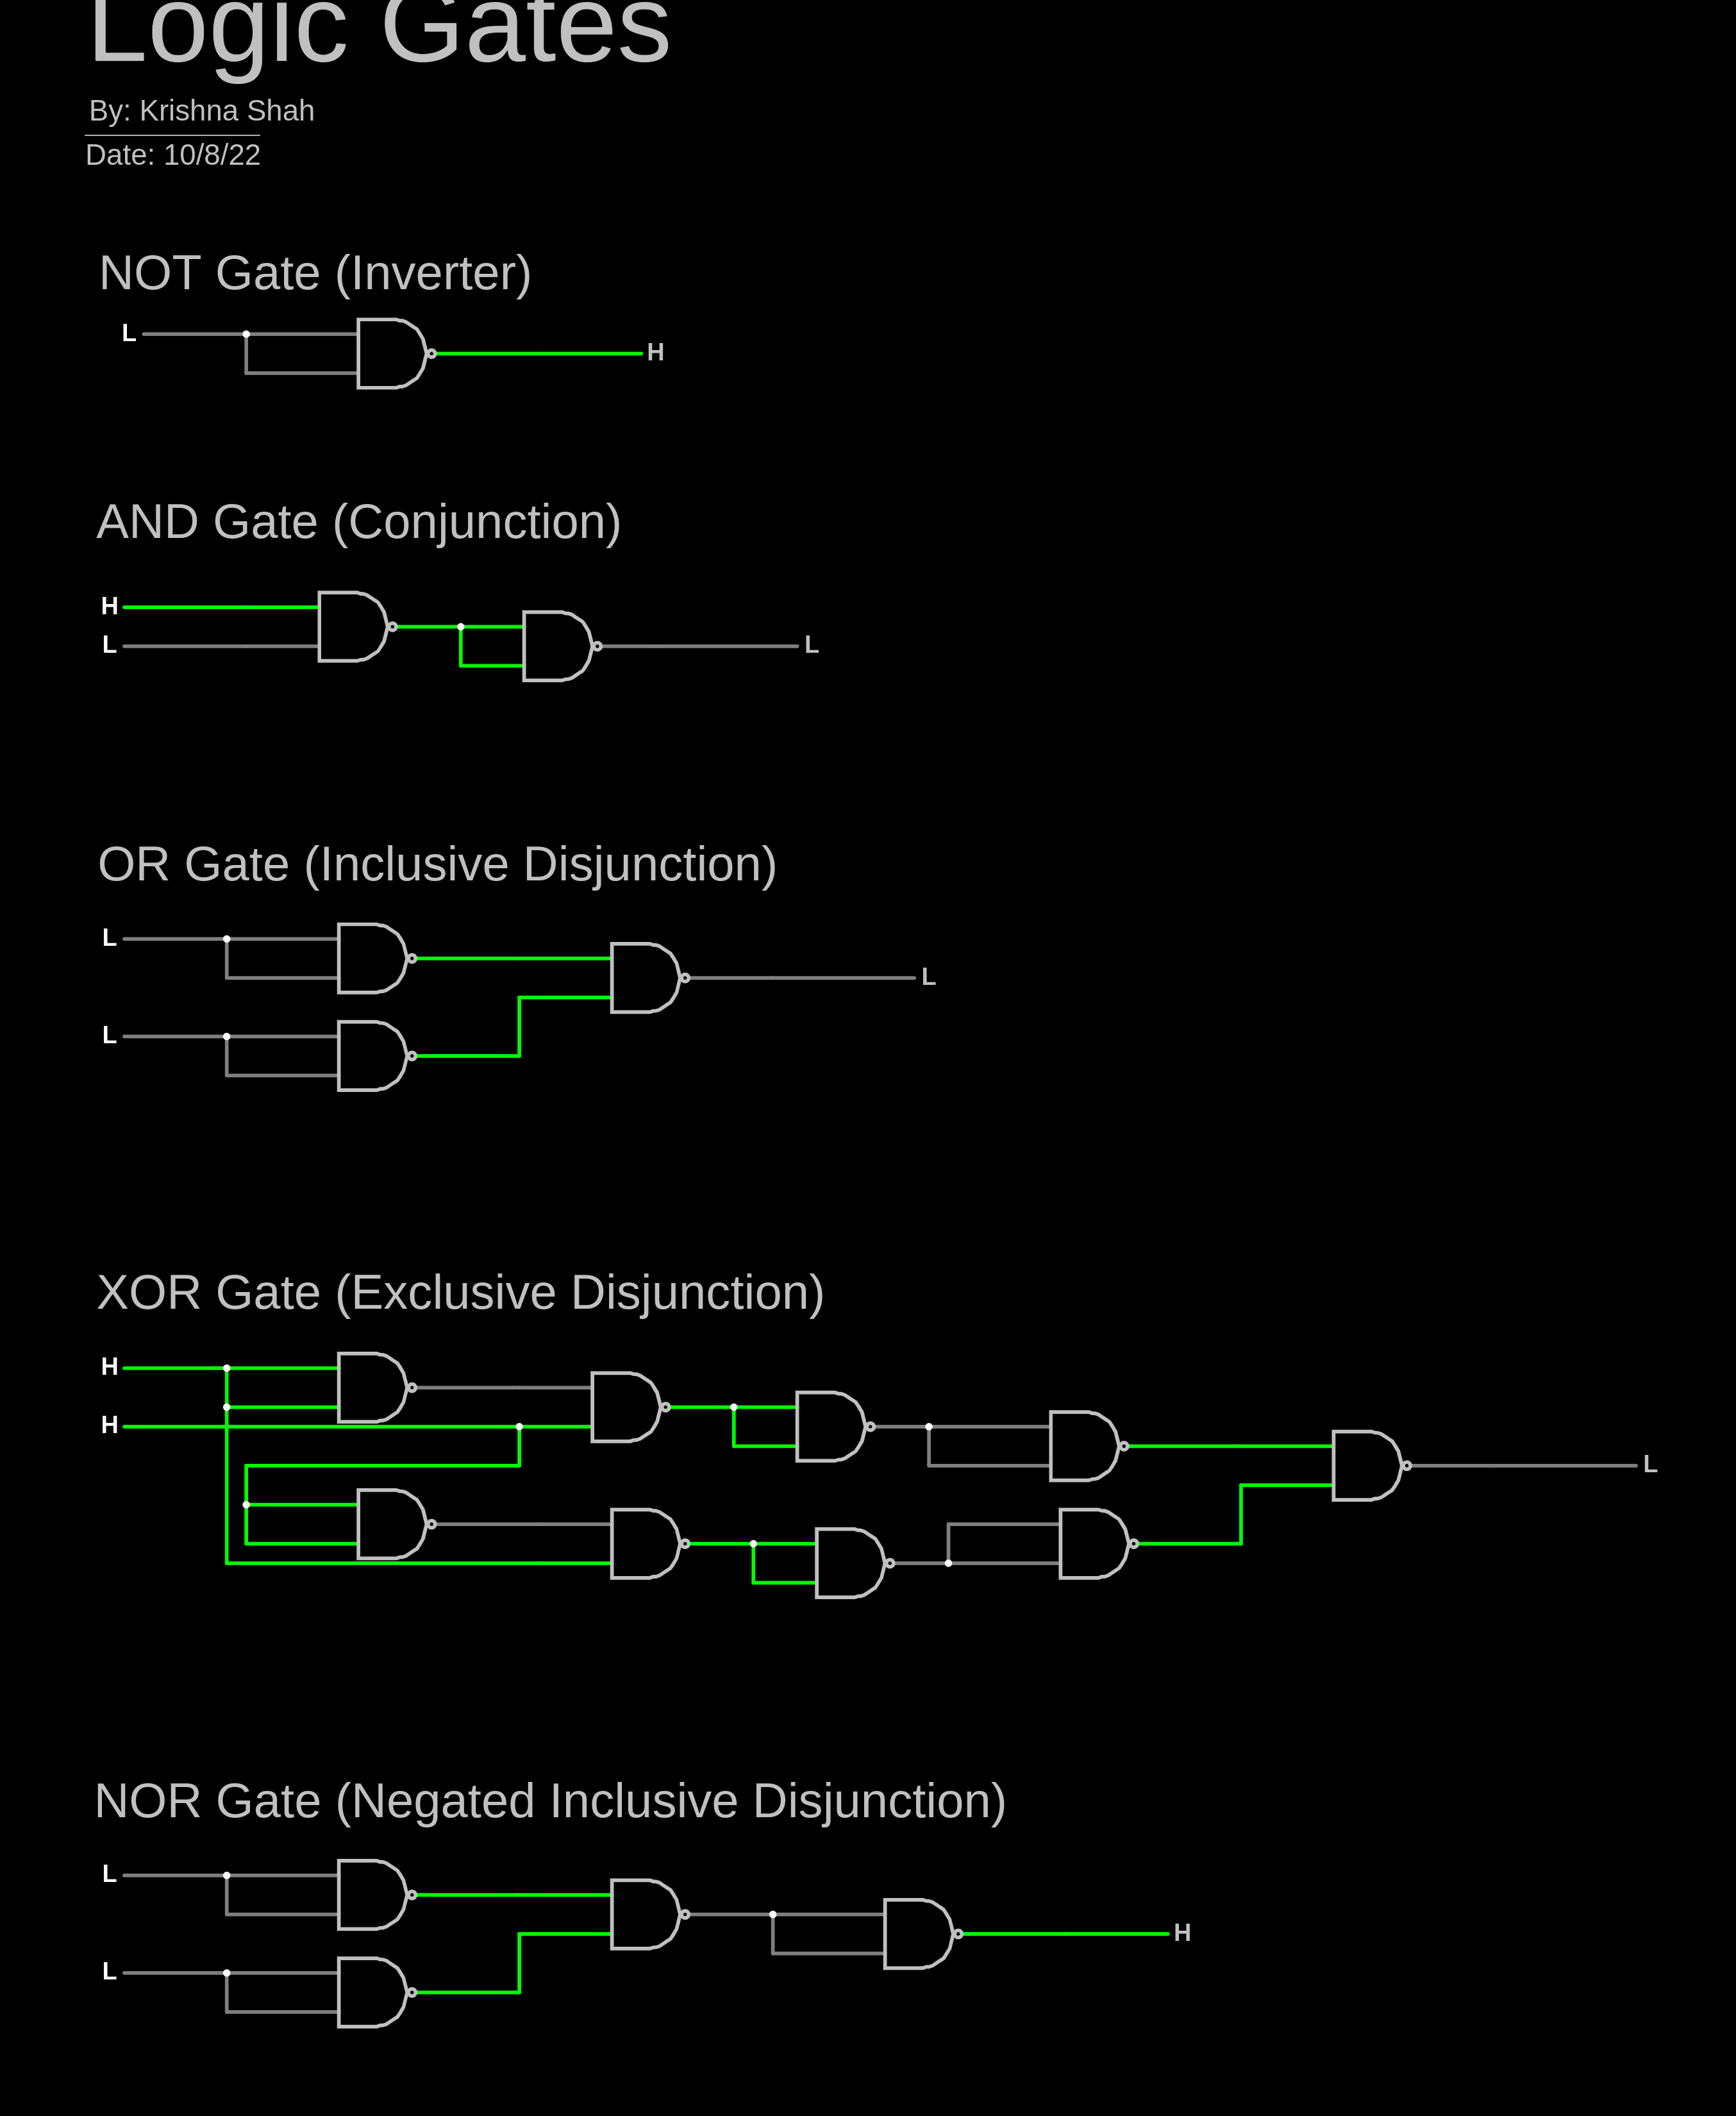 Logic Gates
By: Krishna Shah
Date: 10/8/22
NOT Gate (Inverter)
L
H
AND Gate (Conjunction)
H
L
L
OR Gate (Inclusive Disjunction)
L
L
L
XOR Gate (Exclusive Disjunction)
H
H
L
NOR Gate (Negated Inclusive Disjunction)
L
H
L